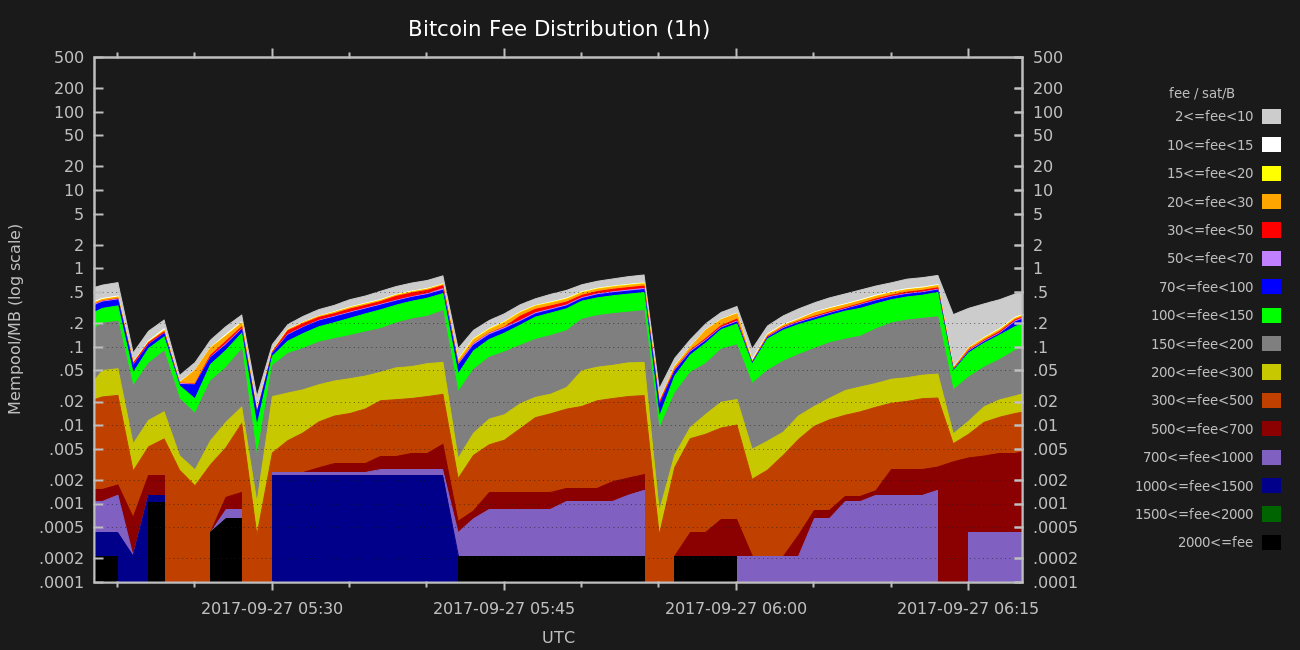 Bitcoin Fee Distribution (1h)
Mempool/MB (log scale)
500
200
100
50
20
10
5
2
1
.5
.2
.1
.05
.02
.01
.005
.002
.001
.0005
.0002
.0001
500
200
100
50
20
10
5
2
1
.5
.2
.1
.05
.02
.01
.005
.002
.001
.0005
.0002
.0001
2017-09-27 05:30
2017-09-27 05:45
2017-09-27 06:00
2017-09-27 06:15
UTC
fee / sat/B
2<=fee<10
10<=fee<15
15<=fee<20
20<=fee<30
30<=fee<50
50<=fee<70
70<=fee<100
100<=fee<150
150<=fee<200
200<=fee<300
300<=fee<500
500<=fee<700
700<=fee<1000
1000<=fee<1500
1500<=fee<2000
2000<=fee